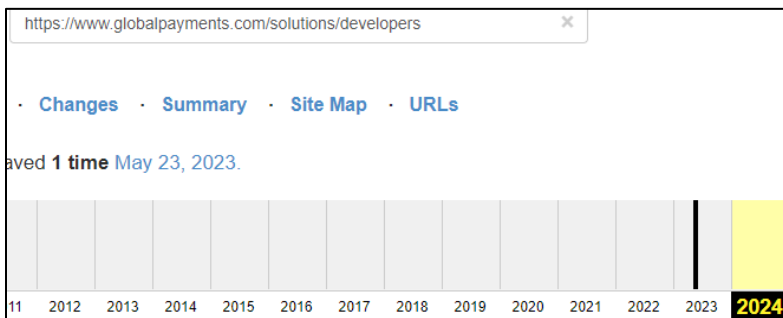 https://www.globalpayments.com/solutions/developers ×
· Changes · Summary · Site Map · URLs
aved 1 time May 23, 2023.
11 2012 2013 2014 2015 2016 2017 2018 2019 2020 2021 2022 2023 2024